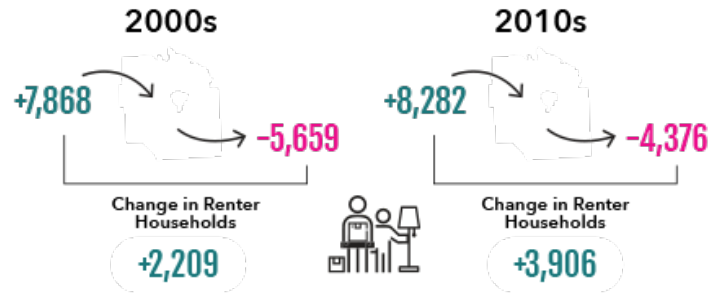 2000s
+7,868
−5,659
Change in Renter
Households
+2,209
2010s
+8,282
−4,376
Change in Renter
Households
+3,906